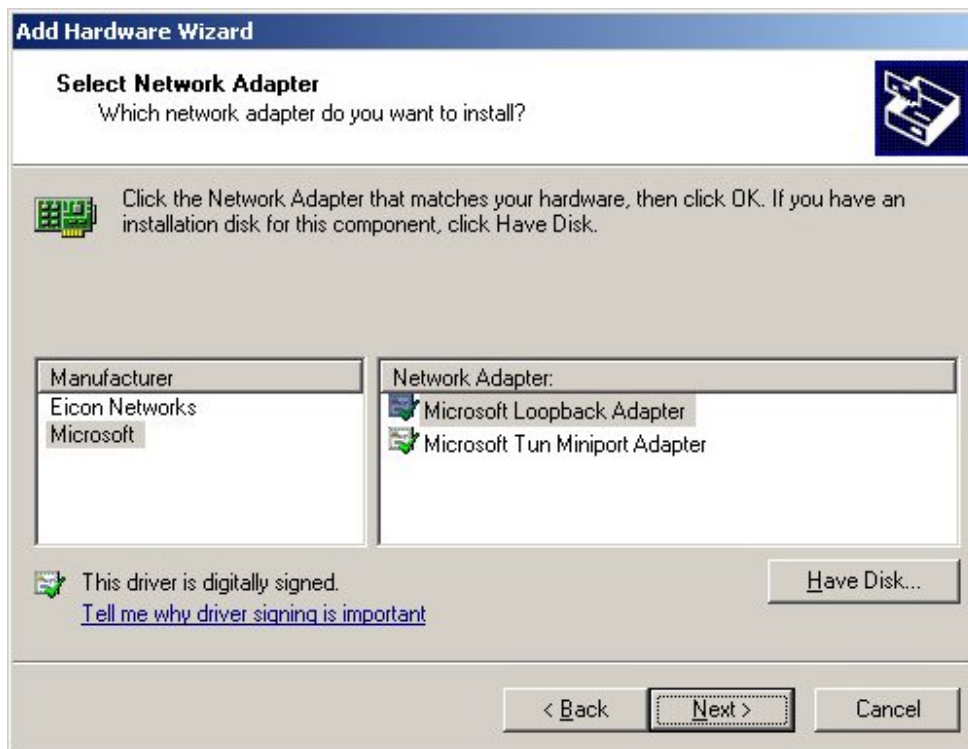 Add Hardware Wizard
Select Network Adapter
Which network adapter do you want to install?
Click the Network Adapter that matches your hardware, then click OK. If you have an
installation disk for this component, click Have Disk.
Manufacturer
Eicon Networks
Microsoft
Network Adapter:
Microsoft Loopback Adapter
Microsoft Tun Miniport Adapter
This driver is digitally signed.
Tell me why driver signing is important
Have Disk...
< Back
Next >
Cancel